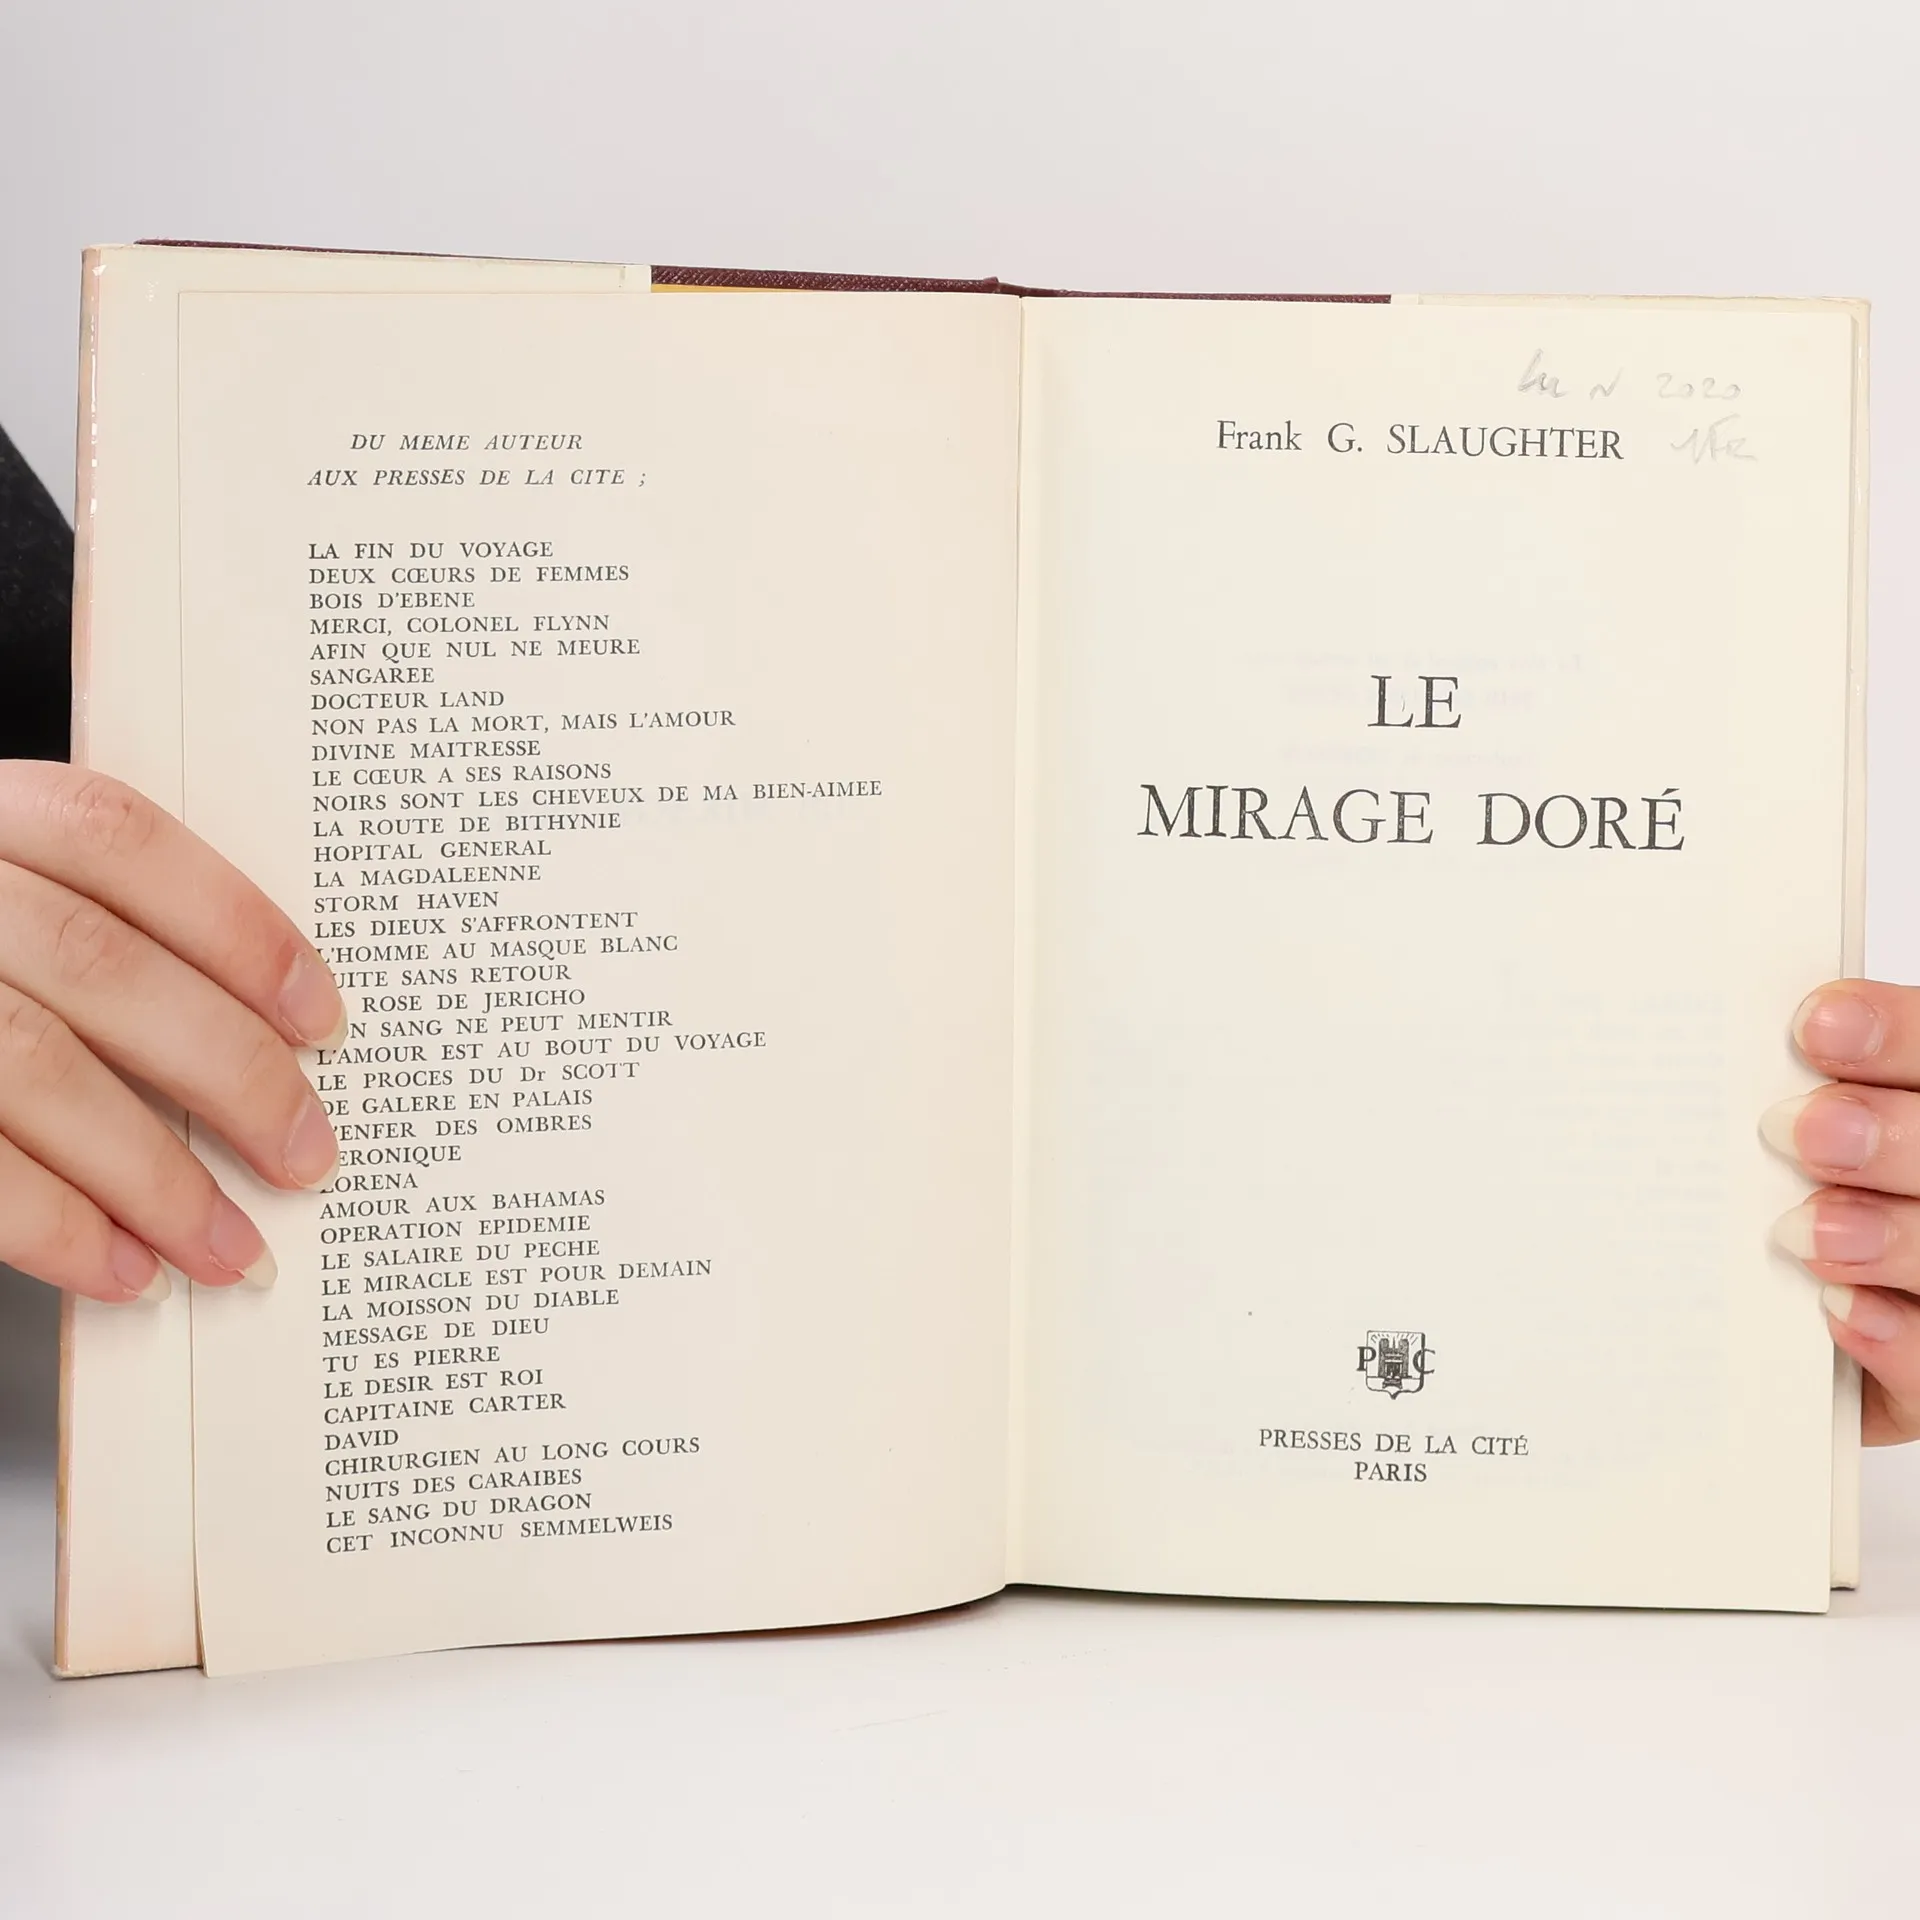 DU MEME AUTEUR
AUX PRESSES DE LA CITE ;
LA FIN DU VOYAGE
DEUX CŒURS DE FEMMES
BOIS D'EBENE
MERCI, COLONEL FLYNN
AFIN QUE NUL NE MEURE
SANGAREE
DOCTEUR LAND
NON PAS LA MORT, MAIS L'AMOUR
DIVINE MAITRESSE
LE CŒUR A SES RAISONS
NOIRS SONT LES CHEVEUX DE MA BIEN-AIMEE
LA ROUTE DE BITHYNIE
HOPITAL GENERAL
LA MAGDALEENNE
STORM HAVEN
LES DIEUX S'AFFRONTENT
L'HOMME AU MASQUE BLANC
UITE SANS RETOUR
ROSE DE JERICHO
ON SANG NE PEUT MENTIR
L'AMOUR EST AU BOUT DU VOYAGE
LE PROCES DU Dr SCOTT
DE GALERE EN PALAIS
'ENFER DES OMBRES
ERONIQUE
LORENA
AMOUR AUX BAHAMAS
OPERATION EPIDEMIE
LE SALAIRE DU PECHE
LE MIRACLE EST POUR DEMAIN
LA MOISSON DU DIABLE
MESSAGE DE DIEU
TU ES PIERRE
LE DESIR EST ROI
CAPITAINE CARTER
DAVID
CHIRURGIEN AU LONG COURS
NUITS DES CARAIBES
LE SANG DU DRAGON
CET INCONNU SEMMELWEIS
2020
Frank G. SLAUGHTER
LE
MIRAGE DORÉ
P C
PRESSES DE LA CITÉ
PARIS